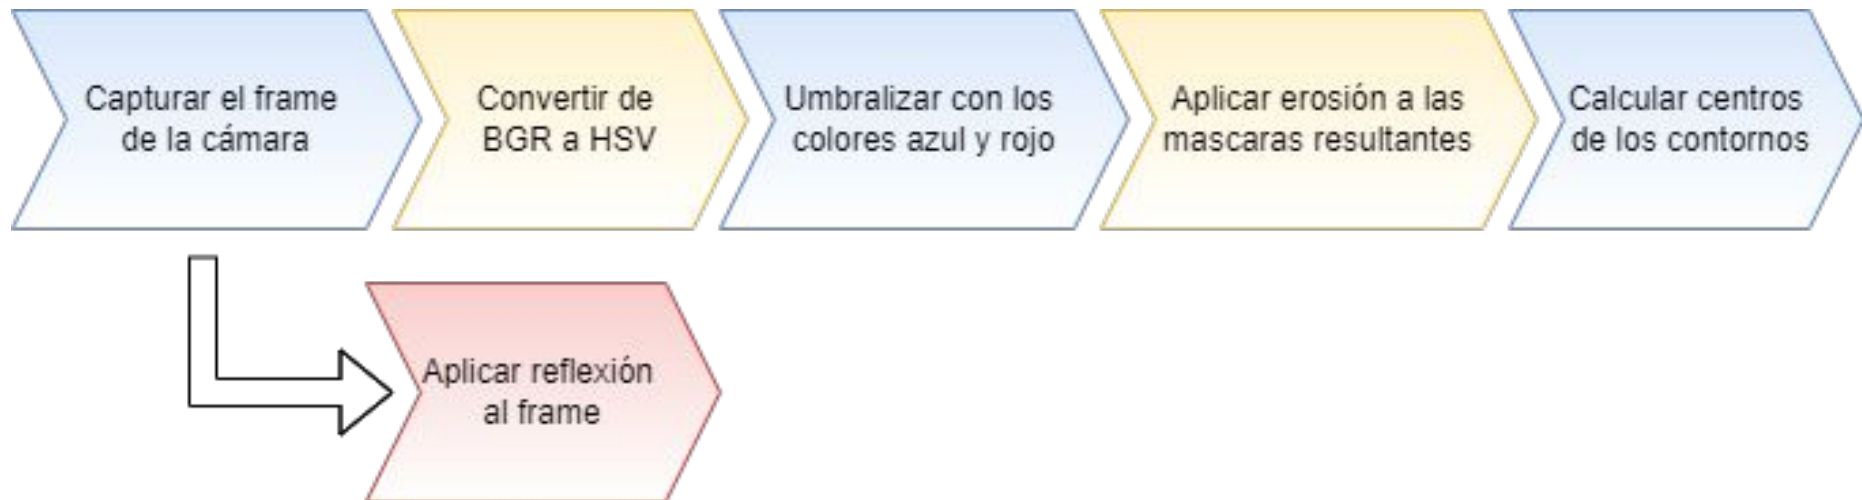 Capturar el frame
de la cámara
Convertir de
BGR a HSV
Umbralizar con los
colores azul y rojo
Aplicar erosión a las
mascaras resultantes
Calcular centros
de los contornos
Aplicar reflexión
al frame